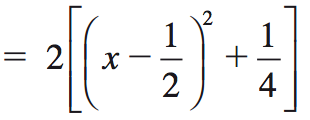 = 2[(x − 1/2)² + 1/4]